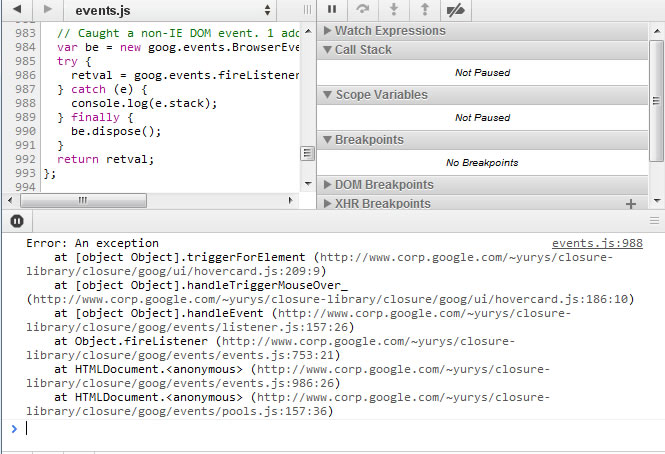 events.js
982
983 // Caught a non-IE DOM event. 1 add
984 var be = new goog.events.BrowserEve
985 try {
986 retval = goog.events.fireListener
987 } catch (e) {
988 console.log(e.stack);
989 } finally {
990 be.dispose();
991 }
992 return retval;
993 };
994
Watch Expressions
Call Stack
Not Paused
Scope Variables
Not Paused
Breakpoints
No Breakpoints
DOM Breakpoints
XHR Breakpoints
Error: An exception events.js:988
at [object Object].triggerForElement (http://www.corp.google.com/~yurys/closure-
library/closure/goog/ui/hovercard.js:209:9)
at [object Object].handleTriggerMouseOver_
(http://www.corp.google.com/~yurys/closure-library/closure/goog/ui/hovercard.js:186:10)
at [object Object].handleEvent (http://www.corp.google.com/~yurys/closure-
library/closure/goog/events/listener.js:157:26)
at Object.fireListener (http://www.corp.google.com/~yurys/closure-
library/closure/goog/events/events.js:753:21)
at HTMLDocument.<anonymous> (http://www.corp.google.com/~yurys/closure-
library/closure/goog/events/events.js:986:26)
at HTMLDocument.<anonymous> (http://www.corp.google.com/~yurys/closure-
library/closure/goog/events/pools.js:157:36)
>